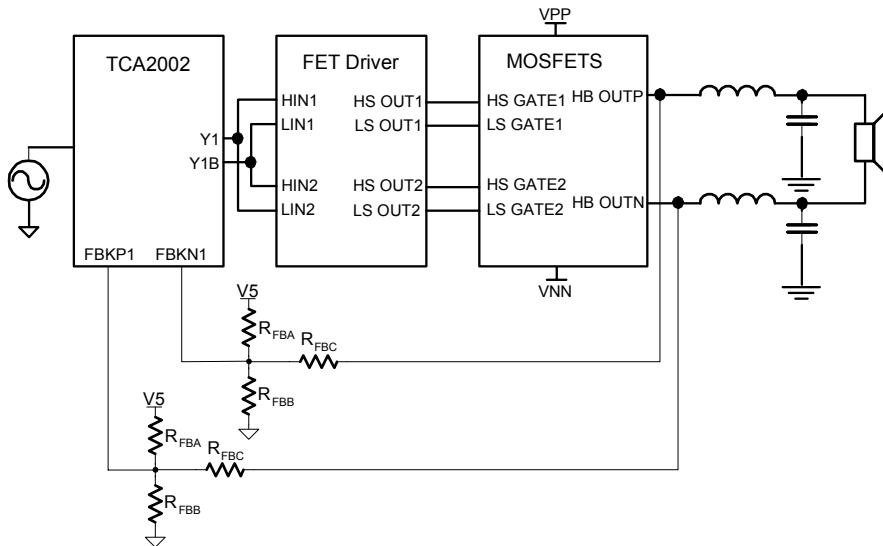 VPP
TCA2002
FET Driver
MOSFETS
HIN1
HS OUT1
HS GATE1
HB OUTP
LIN1
LS OUT1
LS GATE1
Y1
Y1B
HIN2
HS OUT2
HS GATE2
LIN2
LS OUT2
LS GATE2
HB OUTN
FBKP1
FBKN1
VNN
V5
RFBA
RFBC
RFBB
V5
RFBA
RFBC
RFBB